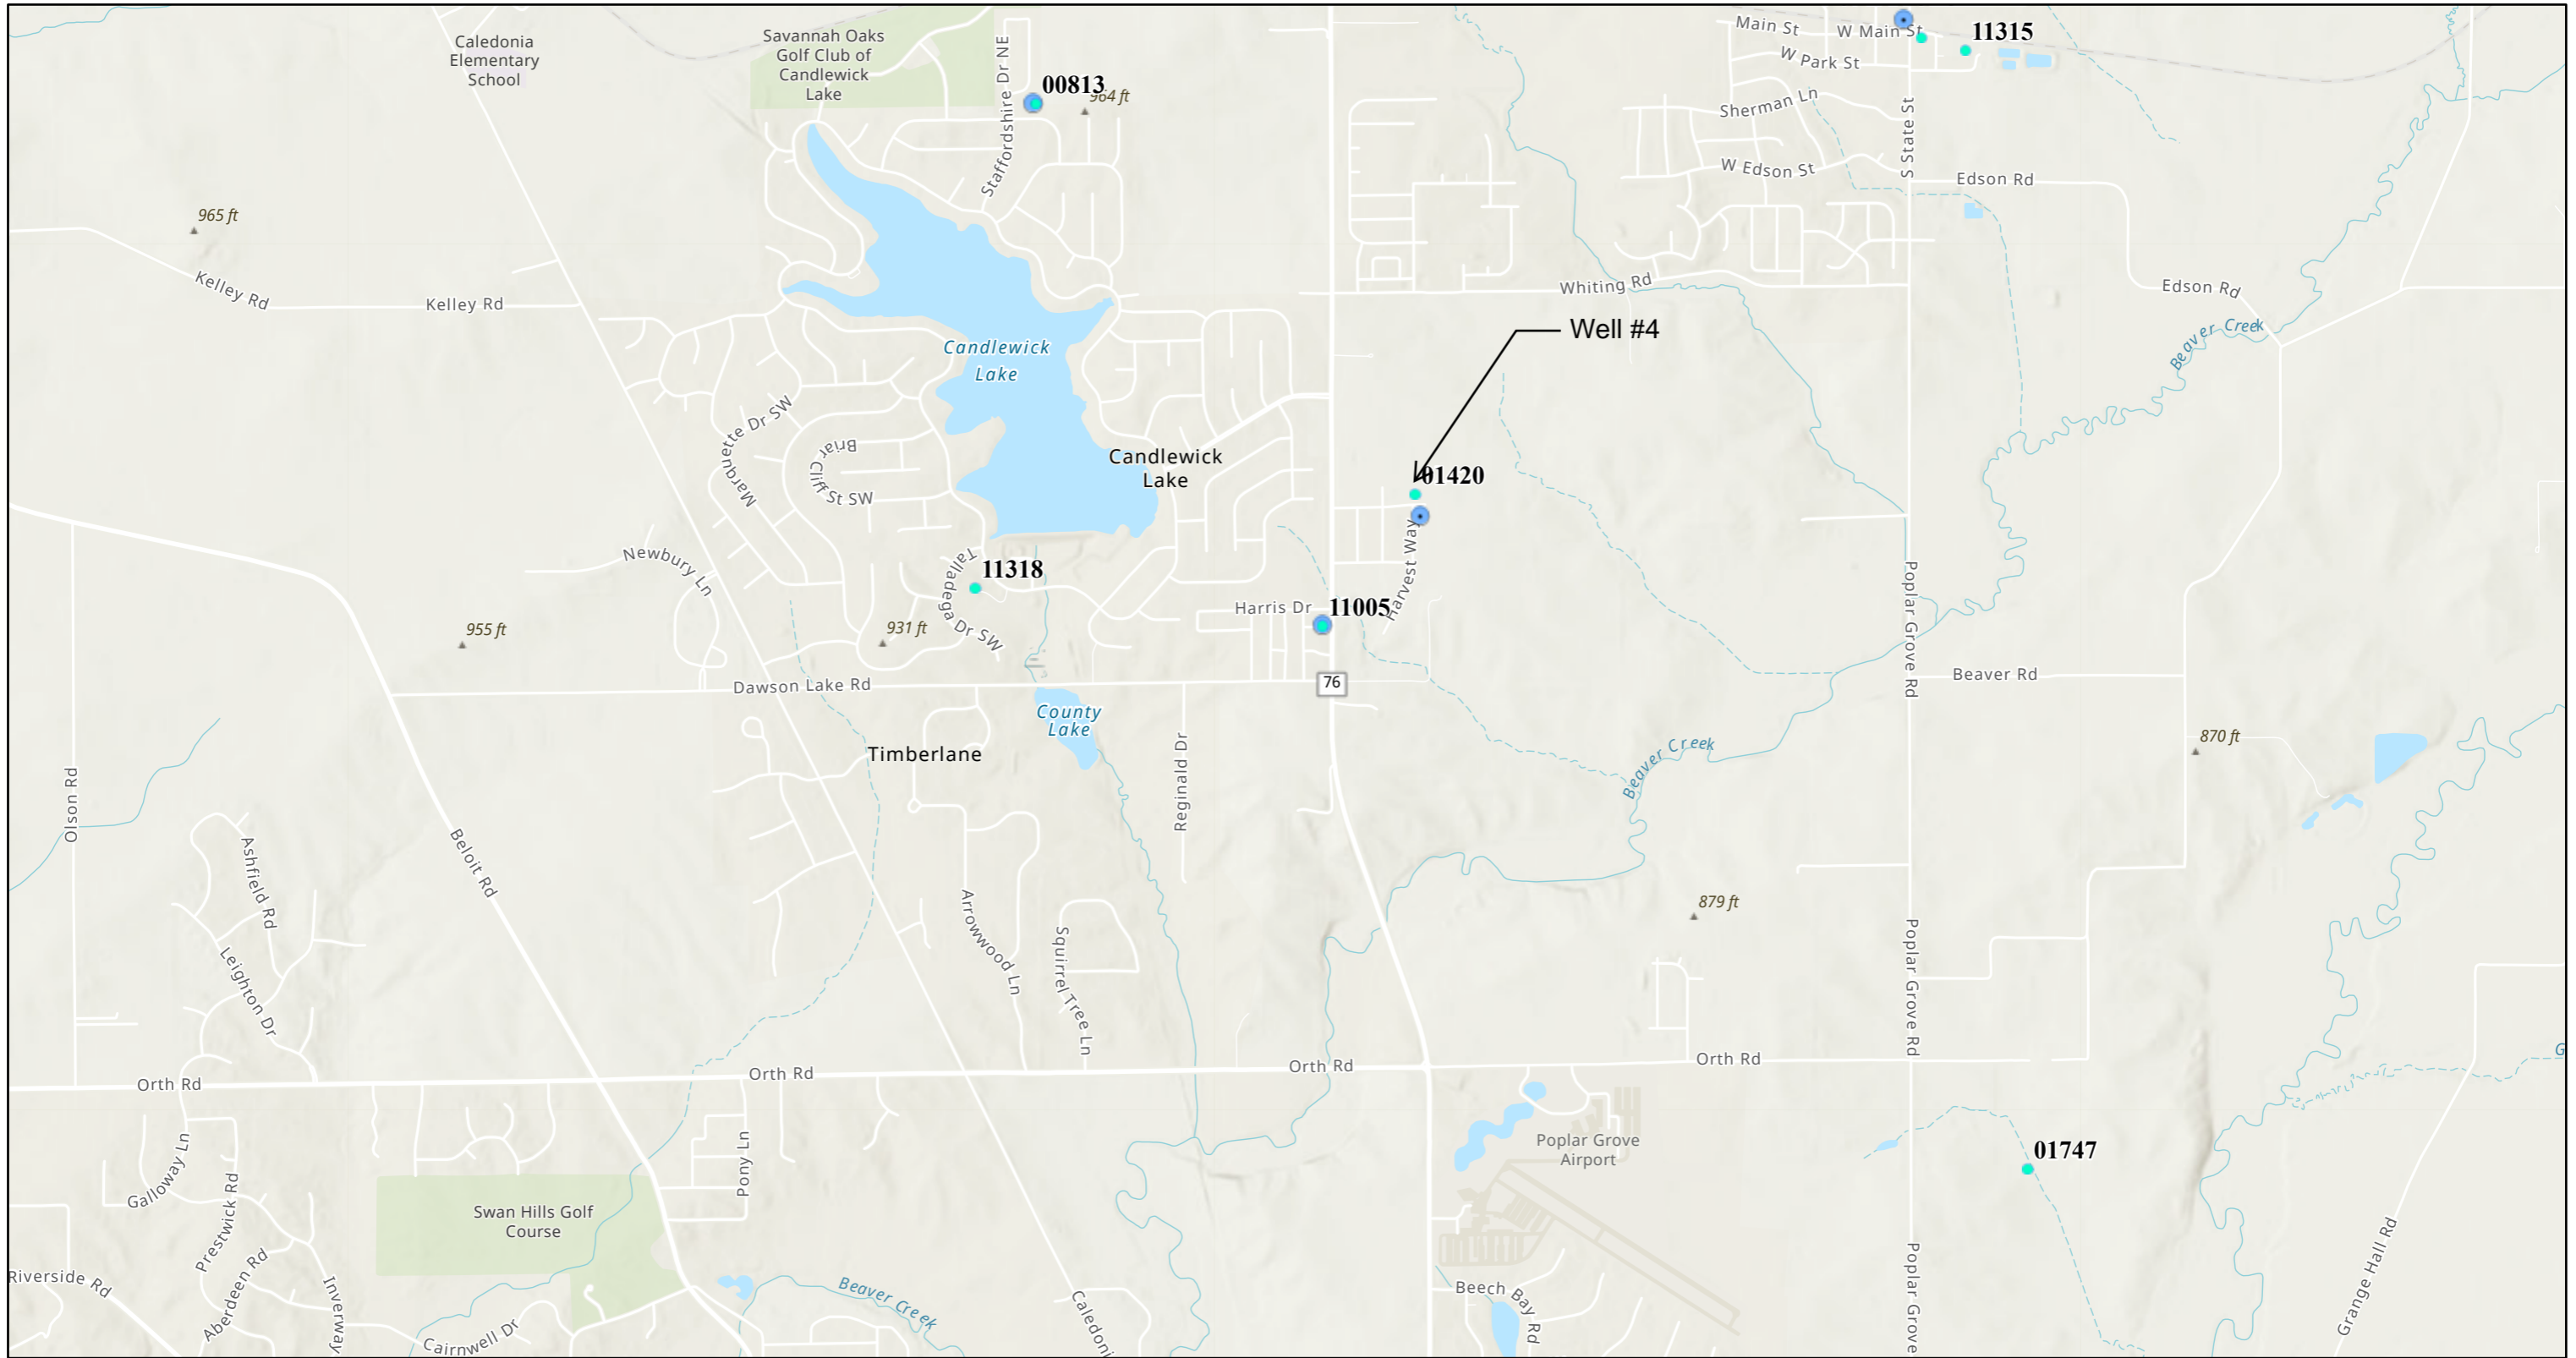 Caledonia
Elementary
School
Savannah Oaks
Golf Club of
Candlewick
Lake
Staffordshire Dr NE
00813
964 ft
Main St
W Main St
11315
W Park St
Sherman Ln
S State St
W Edson St
Edson Rd
965 ft
Kelley Rd
Kelley Rd
Whiting Rd
Edson Rd
Well #4
Beaver Creek
Candlewick
Lake
Marquette Dr SW
Briar Cliff St SW
Candlewick
Lake
01420
Harvest Way
Newbury Ln
Talladega Dr SW
11318
Harris Dr
11005
955 ft
931 ft
Poplar Grove Rd
Beaver Rd
Dawson Lake Rd
76
County
Lake
Timberlane
Reginald Dr
Beaver Creek
870 ft
Olson Rd
Ashfield Rd
Beloit Rd
Arrowwood Ln
Squirrel Tree Ln
879 ft
Leighton Dr
Poplar Grove Rd
Orth Rd
Orth Rd
Orth Rd
Orth Rd
G
Galloway Ln
Prestwick Rd
Pony Ln
Poplar Grove
Airport
01747
Swan Hills Golf
Course
Riverside Rd
Aberdeen Rd
Inverway
Cairnwell Dr
Beaver Creek
Caledoni
Beech Bay Rd
Poplar Grove
Grange Hall Rd